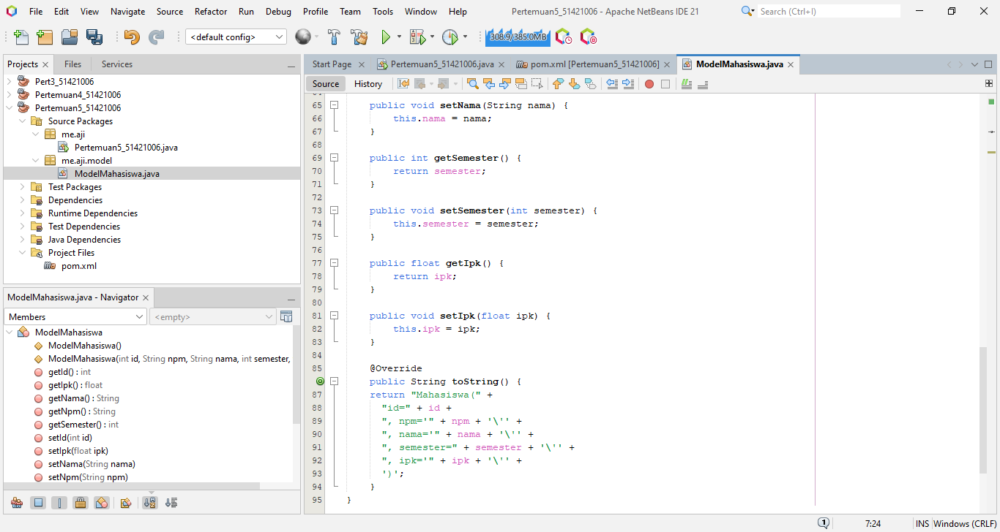 File Edit View Navigate Source Refactor Run Debug Profile Team Tools Window Help Pertemuan5_51421006 - Apache NetBeans IDE 21 Search (Ctrl+I)
<default config> 308.9/385.0MB
Projects Files Services
Pert3_51421006
Pertemuan4_51421006
Pertemuan5_51421006
Source Packages
me.aji
Pertemuan5_51421006.java
me.aji.model
ModelMahasiswa.java
Test Packages
Dependencies
Runtime Dependencies
Test Dependencies
Java Dependencies
Project Files
pom.xml
ModelMahasiswa.java - Navigator
Members <empty>
ModelMahasiswa
ModelMahasiswa()
ModelMahasiswa(int id, String npm, String nama, int semester,
getId() : int
getIpk() : float
getNama() : String
getNpm() : String
getSemester() : int
setId(int id)
setIpk(float ipk)
setNama(String nama)
setNpm(String npm)
Start Page Pertemuan5_51421006.java pom.xml [Pertemuan5_51421006] ModelMahasiswa.java
Source History
65 public void setNama(String nama) {
66 this.nama = nama;
67 }
68
69 public int getSemester() {
70 return semester;
71 }
72
73 public void setSemester(int semester) {
74 this.semester = semester;
75 }
76
77 public float getIpk() {
78 return ipk;
79 }
80
81 public void setIpk(float ipk) {
82 this.ipk = ipk;
83 }
84
85 @Override
public String toString() {
87 return "Mahasiswa(" +
88 "id=" + id +
89 ", npm='" + npm + '\'' +
90 ", nama='" + nama + '\'' +
91 ", semester=" + semester + '\'' +
92 ", ipk='" + ipk + '\'' +
93 ')';
94 }
95 }
1 7:24 INS Windows (CRLF)